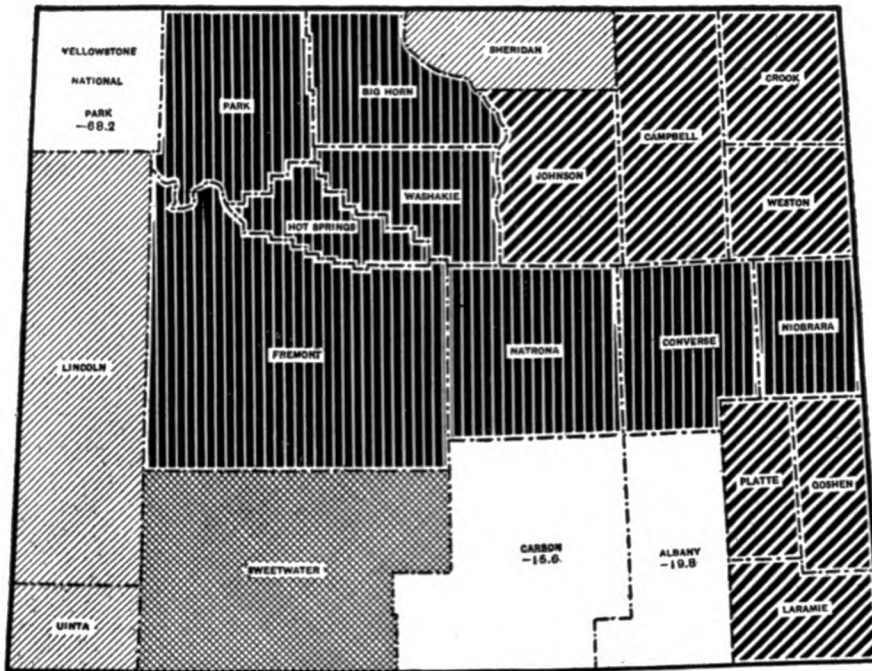 YELLOWSTONE
NATIONAL
PARK
-68.2
PARK
BIG HORN
SHERIDAN
CAMPBELL
CROOK
JOHNSON
WESTON
WASHAKIE
HOT SPRINGS
LINCOLN
FREMONT
NATRONA
CONVERSE
NIOBRARA
PLATTE
GOSHEN
SWEETWATER
CARBON
-15.6
ALBANY
-19.8
LARAMIE
UINTA